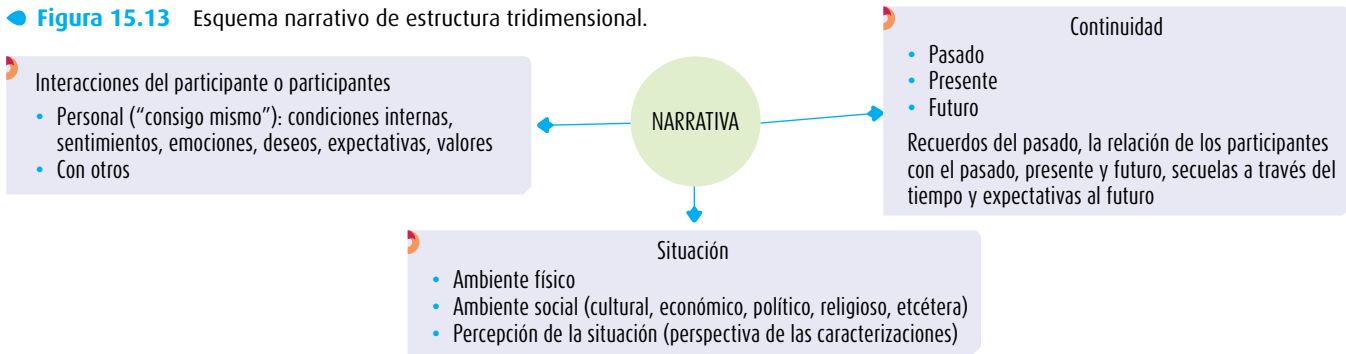 Figura 15.13 Esquema narrativo de estructura tridimensional.
Interacciones del participante o participantes
• Personal (“consigo mismo”): condiciones internas,
sentimientos, emociones, deseos, expectativas, valores
• Con otros
NARRATIVA
Continuidad
• Pasado
• Presente
• Futuro
Recuerdos del pasado, la relación de los participantes
con el pasado, presente y futuro, secuelas a través del
tiempo y expectativas al futuro
Situación
• Ambiente físico
• Ambiente social (cultural, económico, político, religioso, etcétera)
• Percepción de la situación (perspectiva de las caracterizaciones)